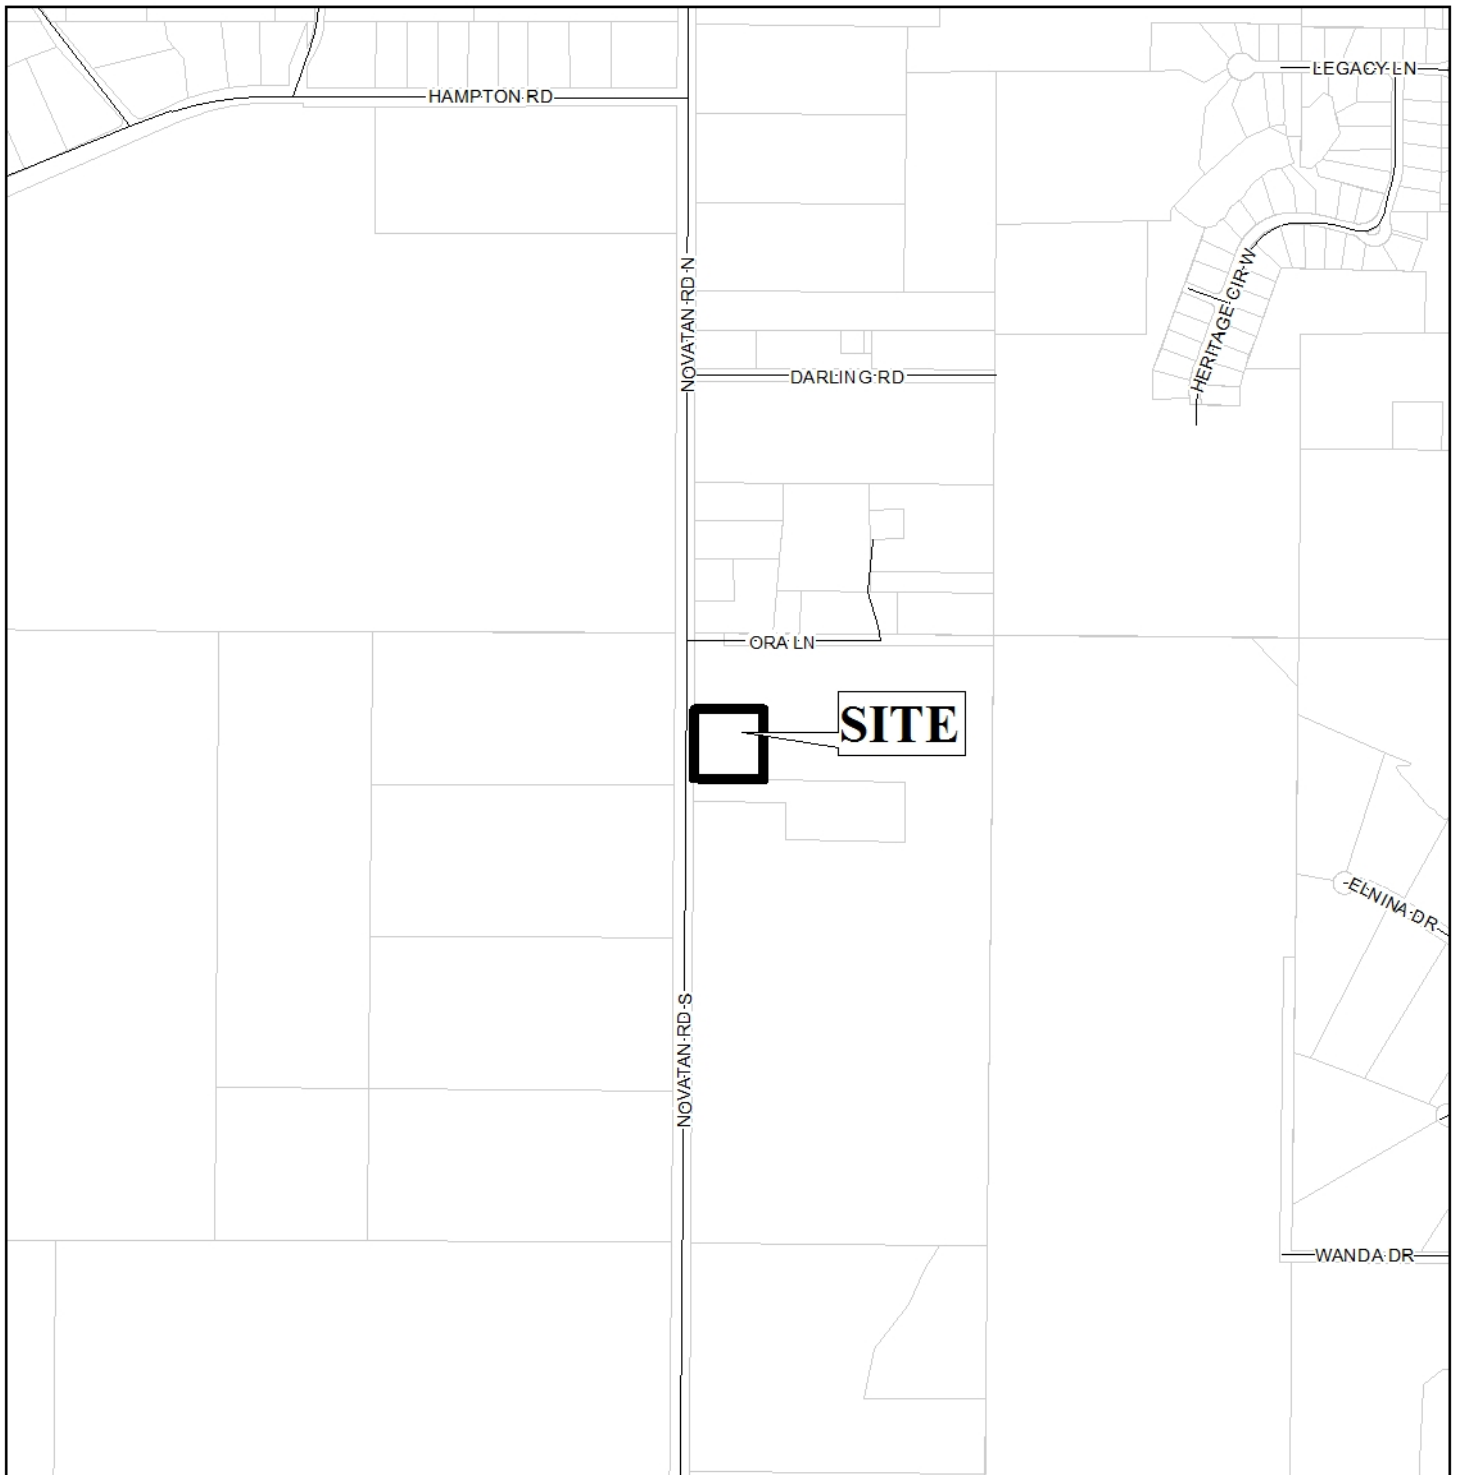 LEGACY LN
HAMPTON RD
NOVATAN RD N
HERITAGE CIR W
DARLING RD
ORA LN
SITE
ELNINA DR
NOVATAN RD S
WANDA DR